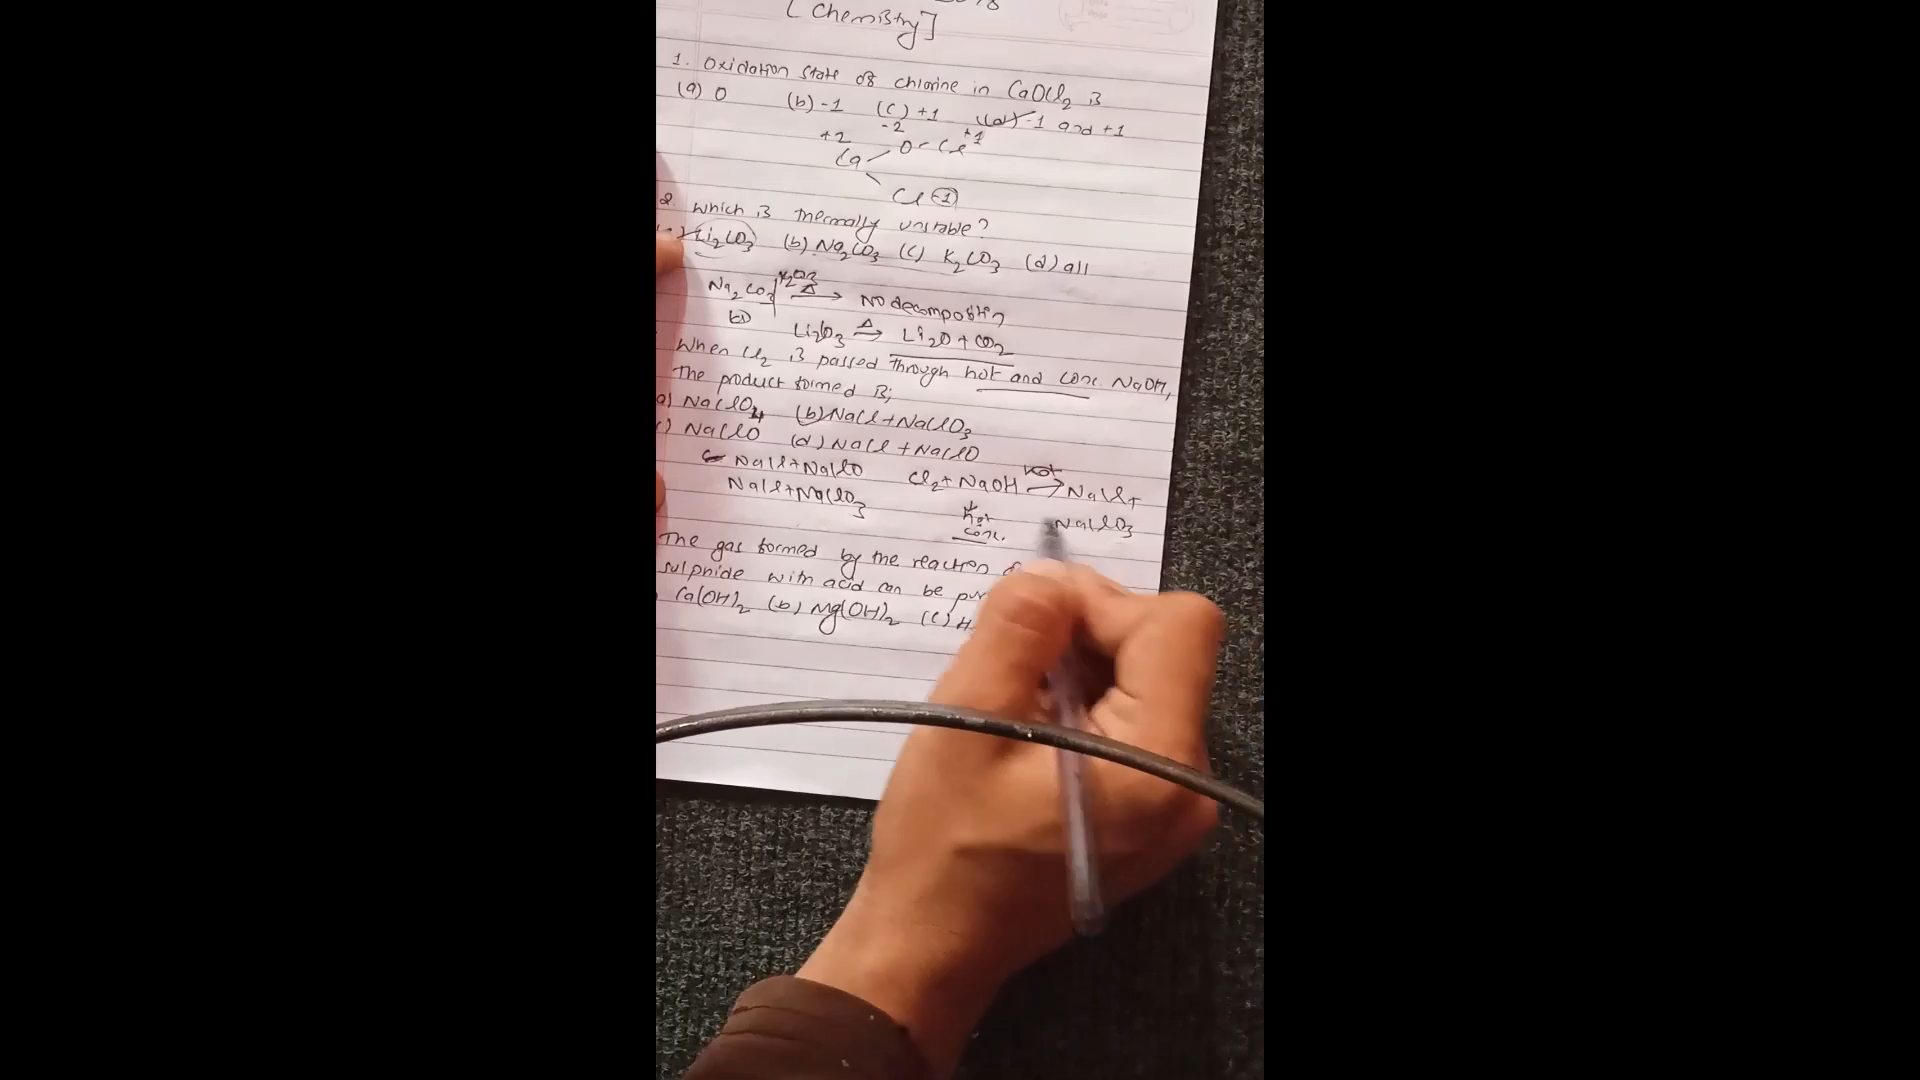 [Chemistry]
1. Oxidation state of chlorine in CaOCl2 is
(a) 0 (b) -1 (c) +1 (d) -1 and +1
+2 -2 +1
Ca O-Cl
Cl -1
2. Which is thermally unstable?
Li2CO3 (b) Na2CO3 (c) K2CO3 (d) all
Na2CO3 K2CO3 Δ → No decomposition
Li2CO3 Δ → Li2O + CO2
When Cl2 is passed through hot and conc. NaOH,
The product formed is;
a) NaClO4 (b) NaCl+NaClO3
c) NaClO (d) NaCl + NaClO
NaCl+NaClO Cl2+NaOH hot → NaCl+
NaCl+NaClO3 Hot NaClO3
conc.
The gas formed by the reaction
sulphide with acid can be
Ca(OH)2 (b) Mg(OH)2 (c) H